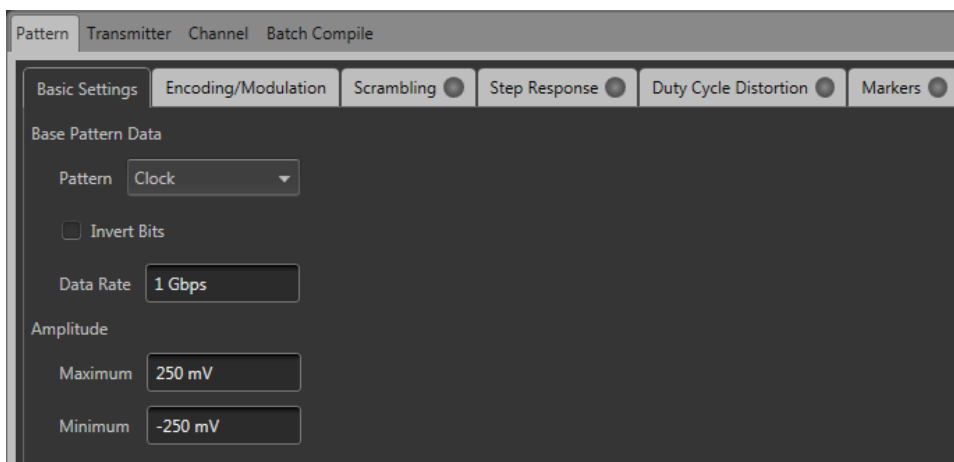 Pattern Transmitter Channel Batch Compile
Basic Settings Encoding/Modulation Scrambling Step Response Duty Cycle Distortion Markers
Base Pattern Data
Pattern Clock
Invert Bits
Data Rate 1 Gbps
Amplitude
Maximum 250 mV
Minimum -250 mV